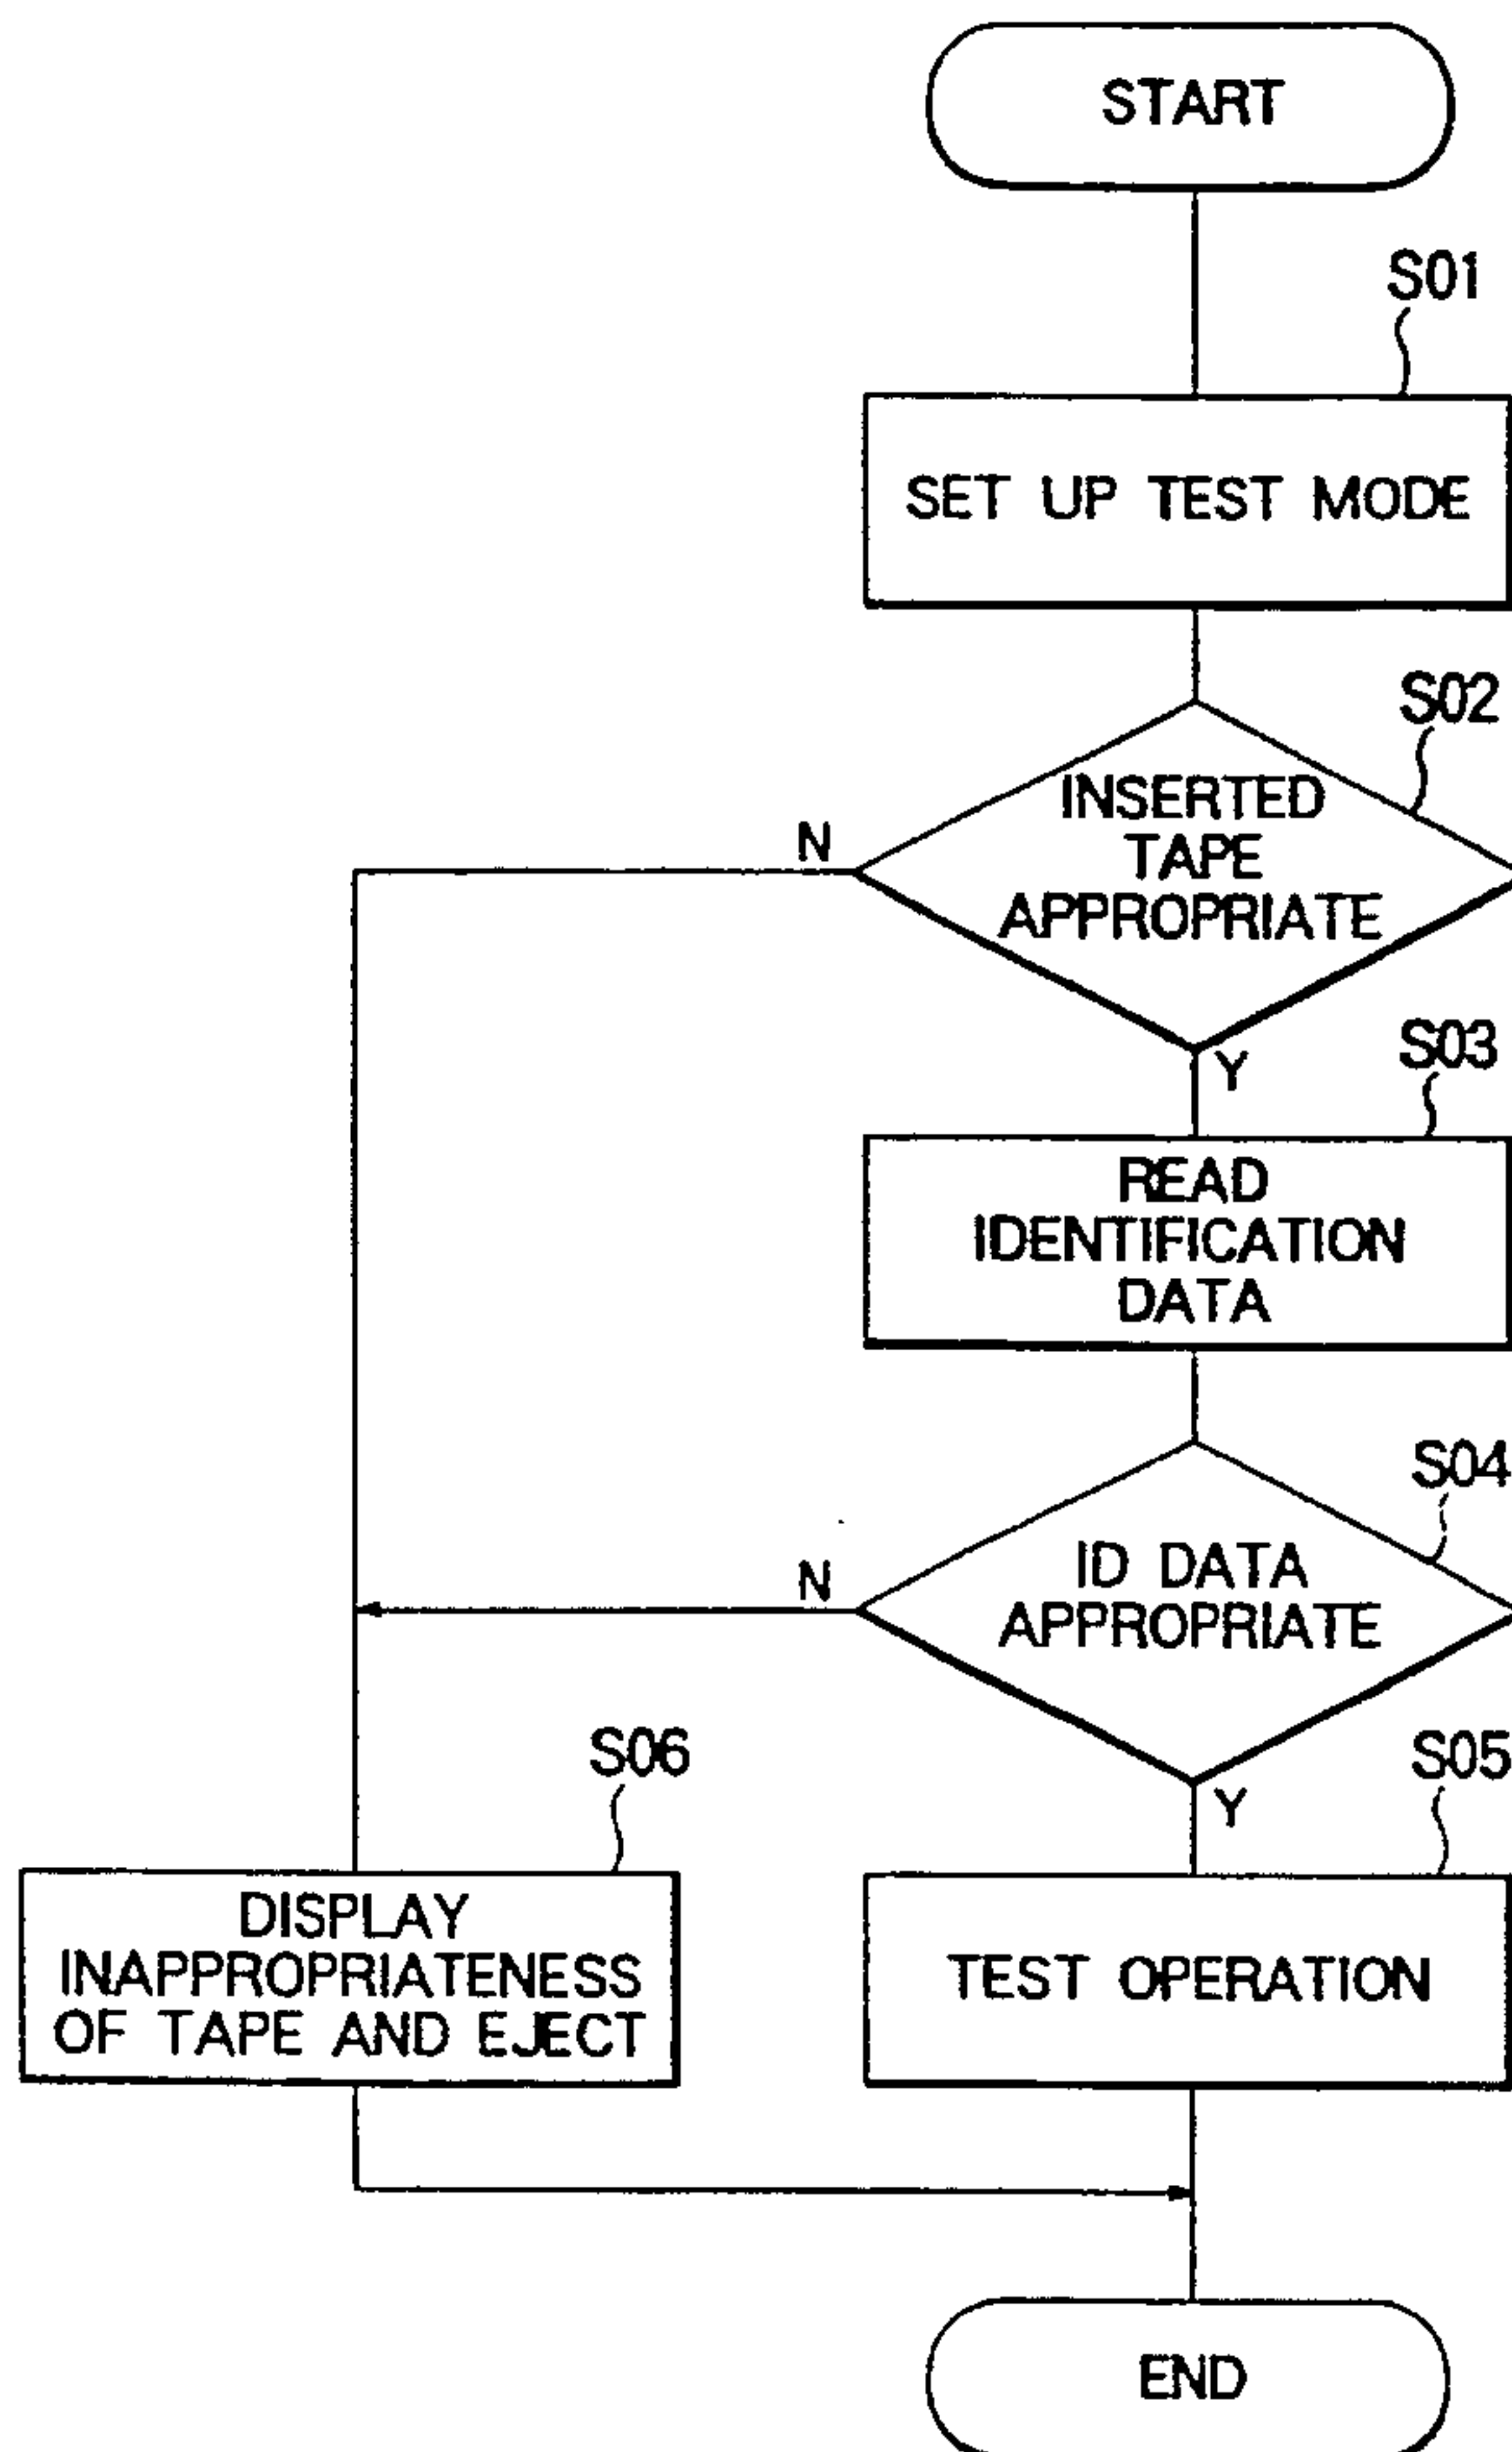 START
S01
SET UP TEST MODE
S02
INSERTED
TAPE
APPROPRIATE
N
Y
S03
READ
IDENTIFICATION
DATA
S04
ID DATA
APPROPRIATE
N
Y
S06
DISPLAY
INAPPROPRIATENESS
OF TAPE AND EJECT
S05
TEST OPERATION
END